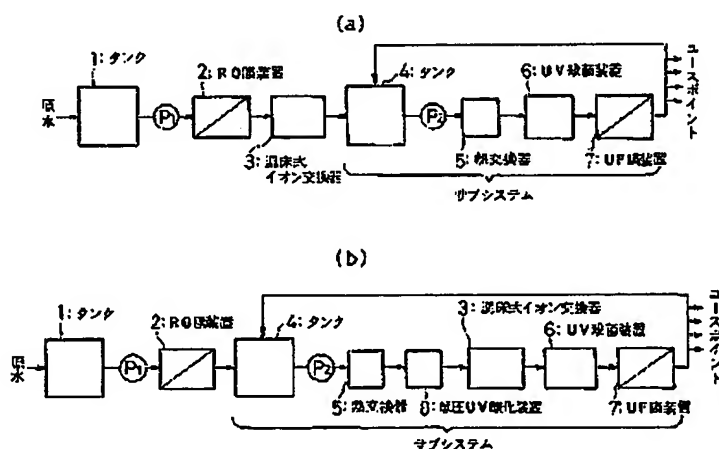 (a)
1:タンク
2:RO膜装置
4:タンク
6:UV殺菌装置
ユースポイント
原水
P1
P2
3:混床式
イオン交換器
5:熱交換器
7:UF膜装置
サブシステム
(b)
1:タンク
2:RO膜装置
4:タンク
3:混床式イオン交換器
6:UV殺菌装置
ユースポイント
原水
P1
P2
5:熱交換器
8:低圧UV酸化装置
7:UF膜装置
サブシステム